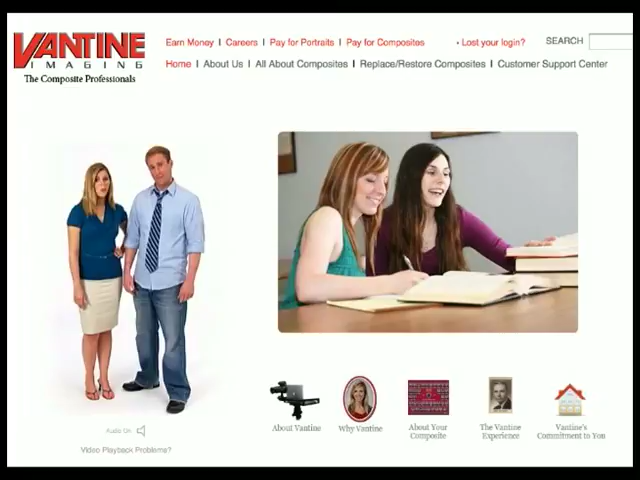 VANTINE
IMAGING
The Composite Professionals
Earn Money | Careers | Pay for Portraits | Pay for Composites
• Lost your login?
SEARCH
Home | About Us | All About Composites | Replace/Restore Composites | Customer Support Center
Audio On
Video Playback Problems?
About Vantine
Why Vantine
About Your
Composite
The Vantine
Experience
Vantine's
Commitment to You